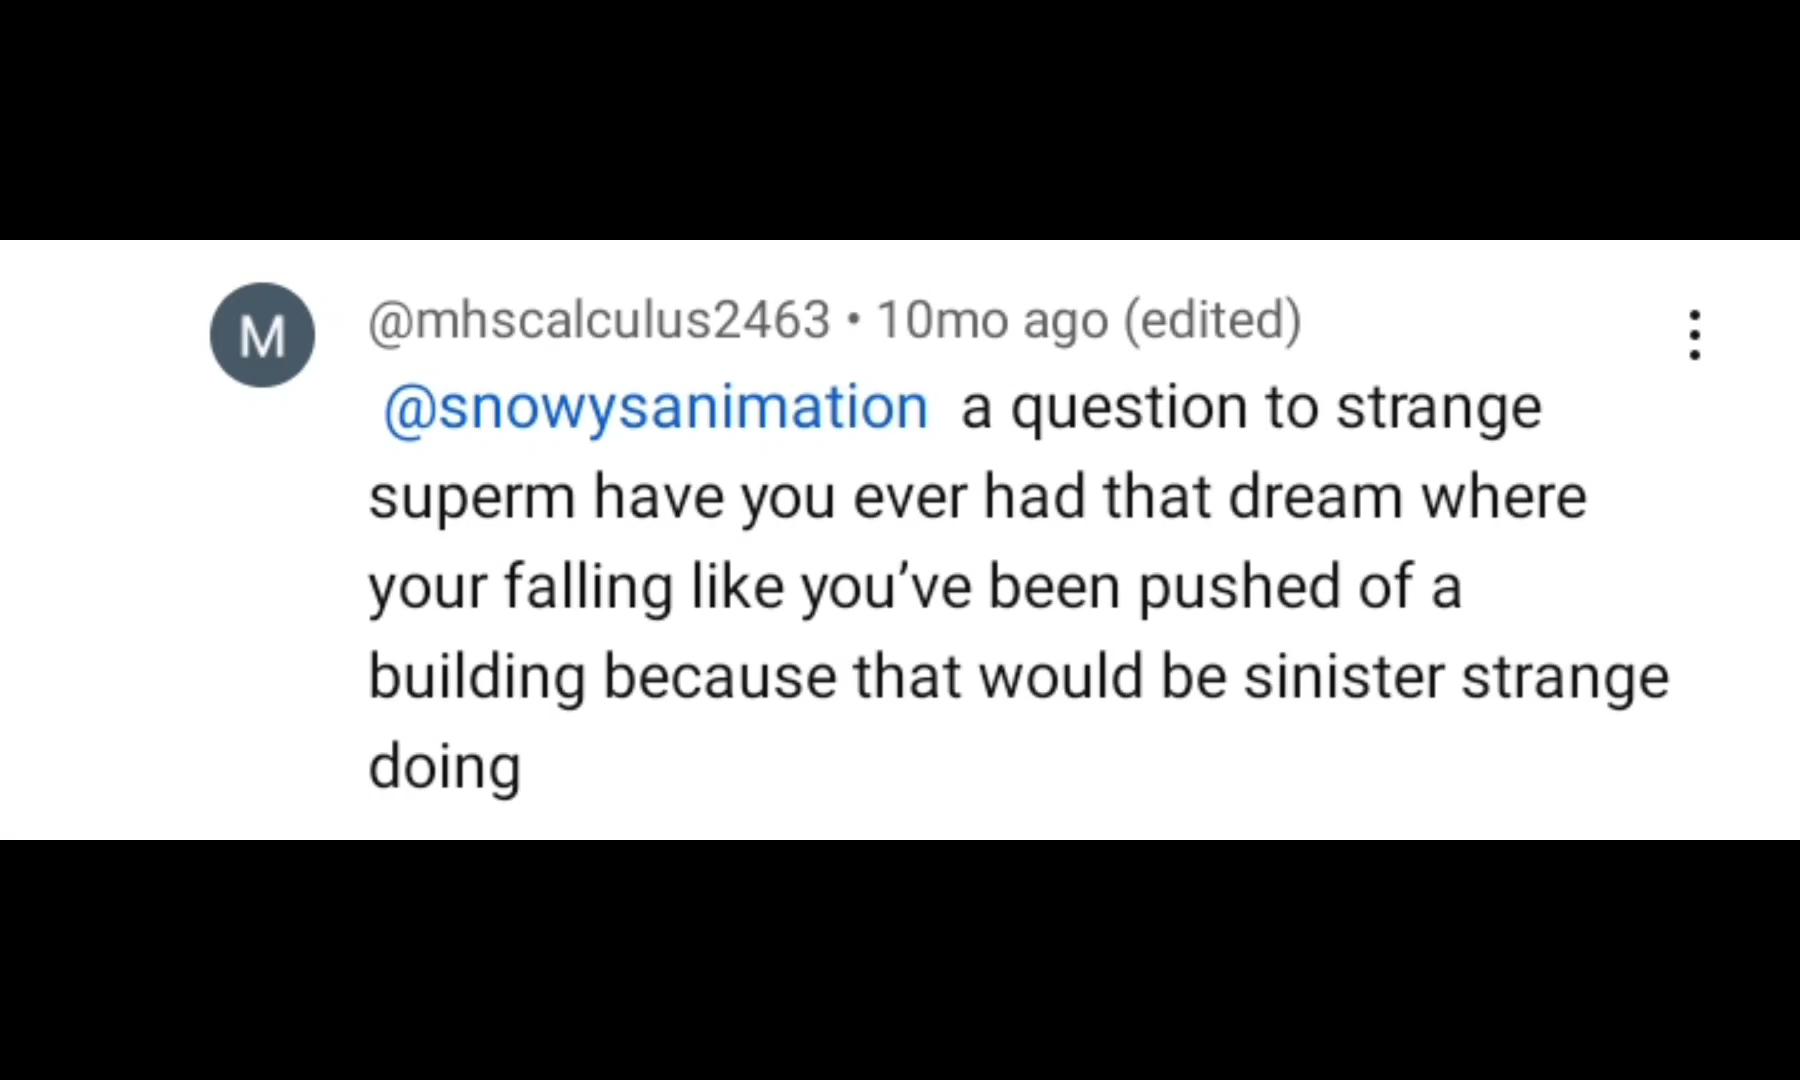 M
@mhscalculus2463 • 10mo ago (edited)
@snowysanimation a question to strange
superm have you ever had that dream where
your falling like you’ve been pushed of a
building because that would be sinister strange
doing